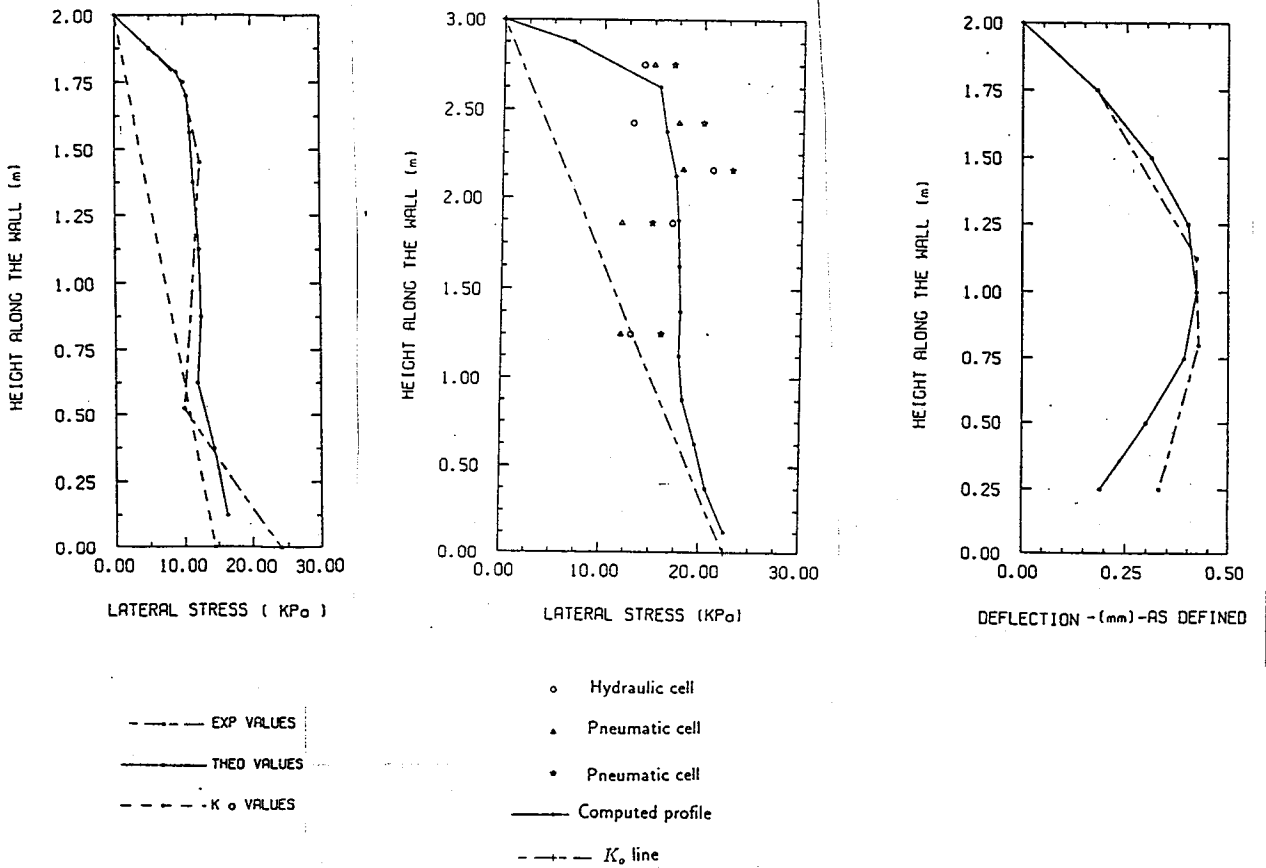 2.00
1.75
1.50
1.25
1.00
0.75
0.50
0.25
0.00
0.00 10.00 20.00 30.00
HEIGHT ALONG THE WALL (m)
LATERAL STRESS ( KPa )
3.00
2.50
2.00
1.50
1.00
0.50
0.00
0.00 10.00 20.00 30.00
HEIGHT ALONG THE WALL (m)
LATERAL STRESS (KPa)
2.00
1.75
1.50
1.25
1.00
0.75
0.50
0.25
0.00
0.00 0.25 0.50
HEIGHT ALONG THE WALL (m)
DEFLECTION -(mm)-AS DEFINED
EXP VALUES
THEO VALUES
K o VALUES
Hydraulic cell
Pneumatic cell
Pneumatic cell
Computed profile
Ko line